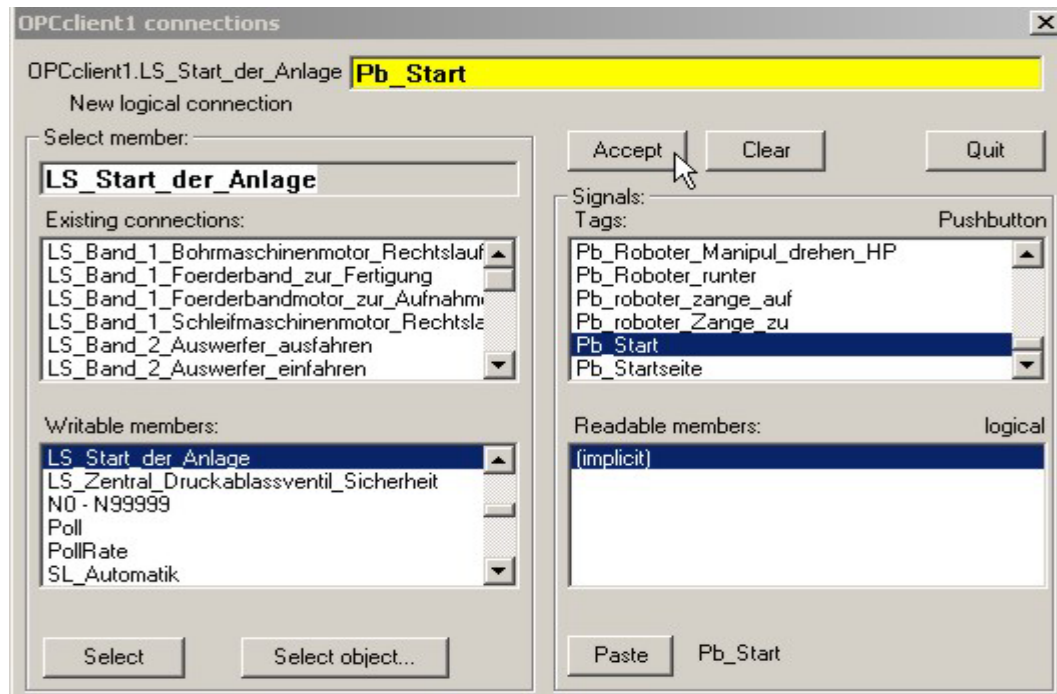 OPCclient1 connections
OPCclient1.LS_Start_der_Anlage Pb_Start
New logical connection
Select member:
LS_Start_der_Anlage
Existing connections:
LS_Band_1_Bohrmaschinenmotor_Rechtslauf
LS_Band_1_Foerderband_zur_Fertigung
LS_Band_1_Foerderbandmotor_zur_Aufnahm
LS_Band_1_Schleifmaschinenmotor_Rechtsla
LS_Band_2_Auswerfer_ausfahren
LS_Band_2_Auswerfer_einfahren
Writable members:
LS_Start_der_Anlage
LS_Zentral_Druckablassventil_Sicherheit
N0 - N99999
Poll
PollRate
SL_Automatik
Select Select object...
Accept Clear Quit
Signals:
Tags: Pushbutton
Pb_Roboter_Manipul_drehen_HP
Pb_Roboter_runter
Pb_roboter_zange_auf
Pb_roboter_Zange_zu
Pb_Start
Pb_Startseite
Readable members: logical
(implicit)
Paste Pb_Start